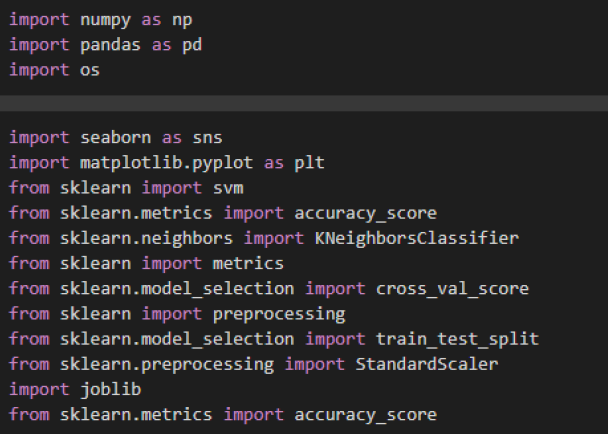 import numpy as np
import pandas as pd
import os
import seaborn as sns
import matplotlib.pyplot as plt
from sklearn import svm
from sklearn.metrics import accuracy_score
from sklearn.neighbors import KNeighborsClassifier
from sklearn import metrics
from sklearn.model_selection import cross_val_score
from sklearn import preprocessing
from sklearn.model_selection import train_test_split
from sklearn.preprocessing import StandardScaler
import joblib
from sklearn.metrics import accuracy_score